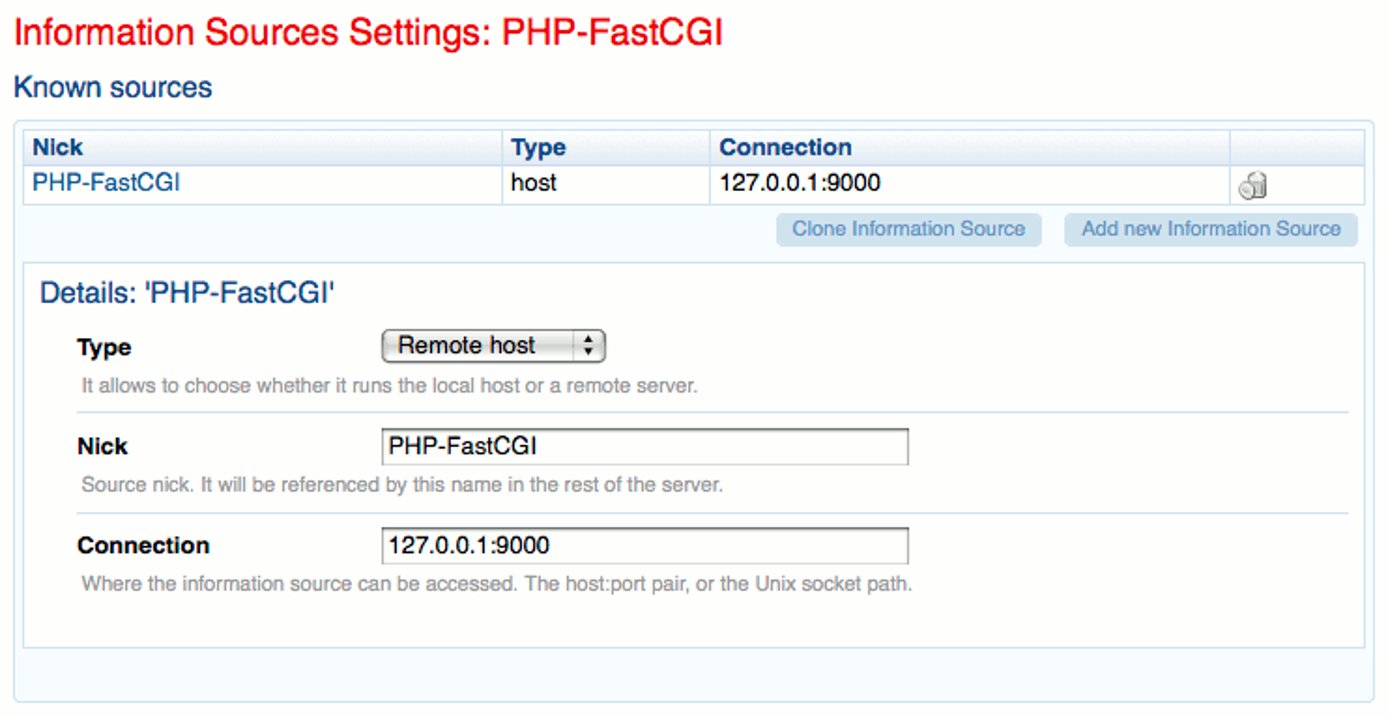 Information Sources Settings: PHP-FastCGI
Known sources
Nick Type Connection
PHP-FastCGI host 127.0.0.1:9000
Clone Information Source Add new Information Source
Details: 'PHP-FastCGI'
Type Remote host
It allows to choose whether it runs the local host or a remote server.
Nick PHP-FastCGI
Source nick. It will be referenced by this name in the rest of the server.
Connection 127.0.0.1:9000
Where the information source can be accessed. The host:port pair, or the Unix socket path.